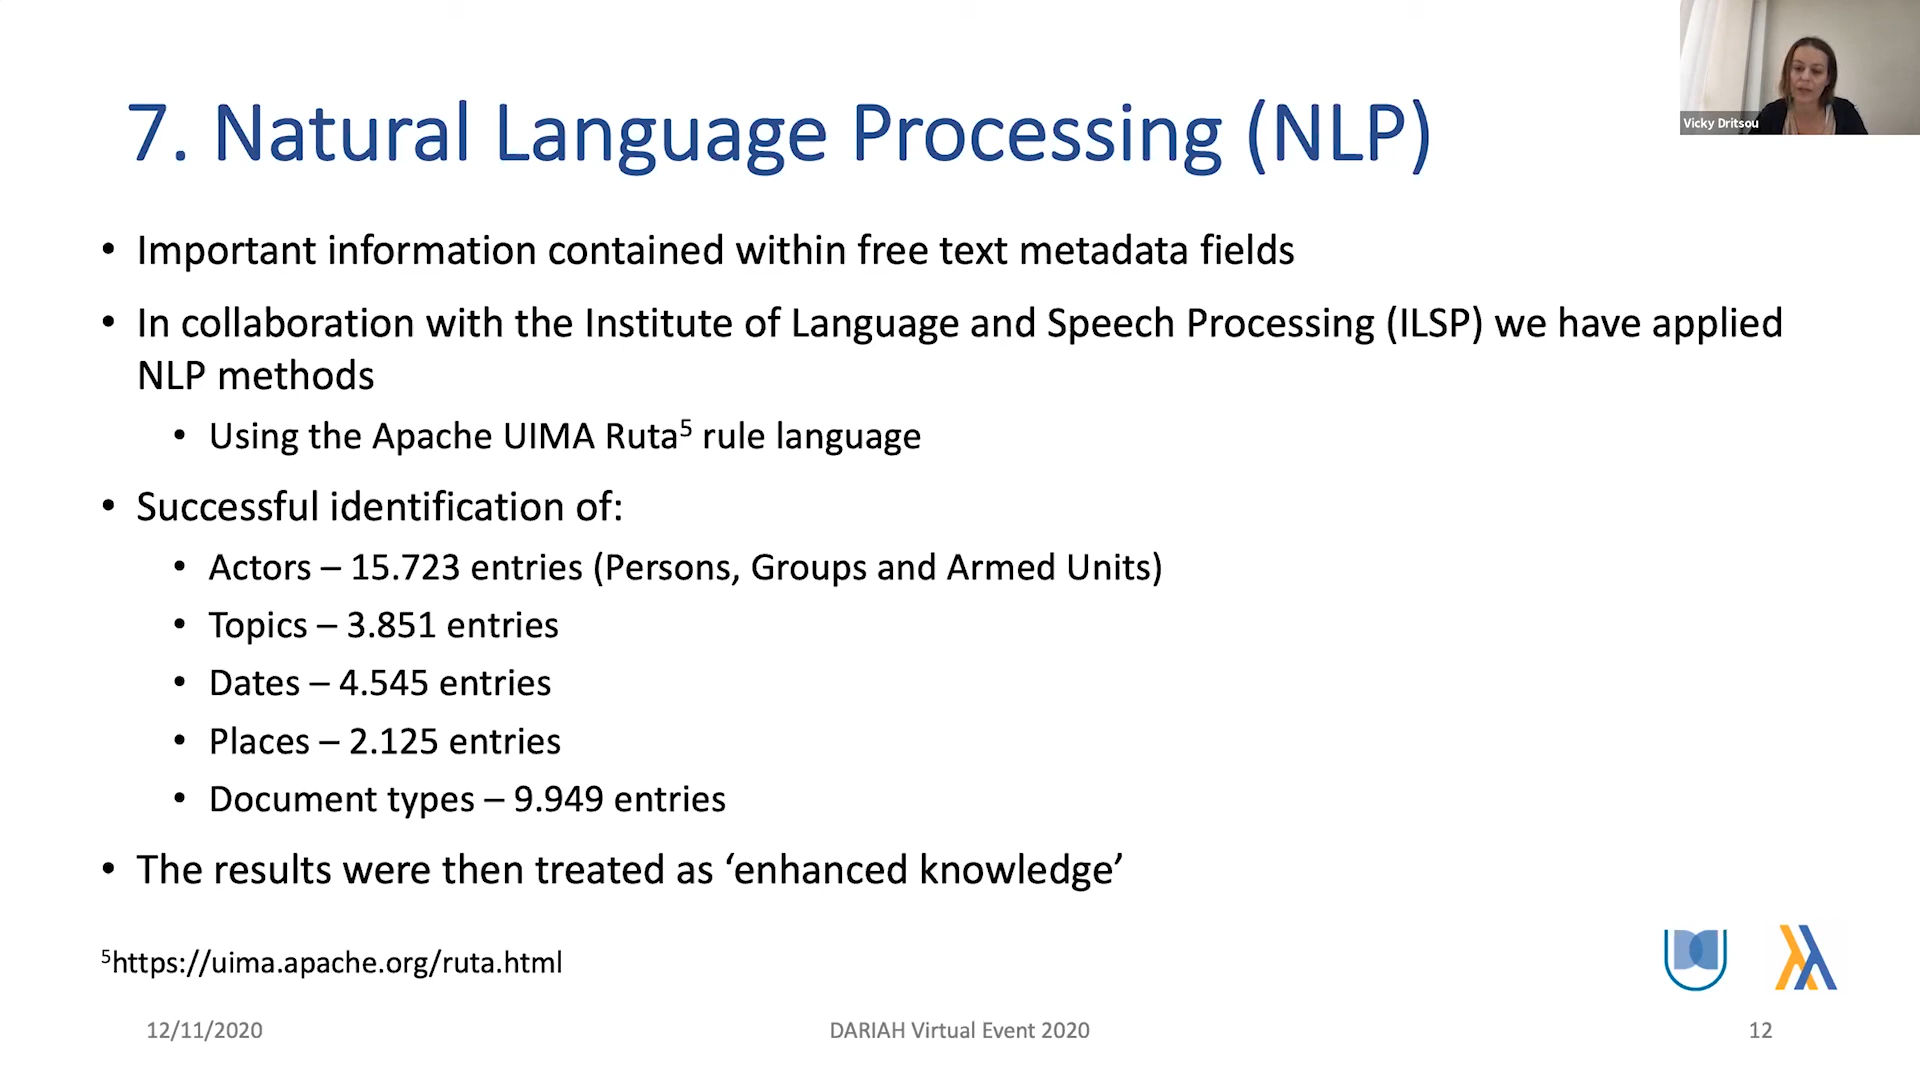 7. Natural Language Processing (NLP)
Vicky Dritsou
• Important information contained within free text metadata fields
• In collaboration with the Institute of Language and Speech Processing (ILSP) we have applied
NLP methods
• Using the Apache UIMA Ruta⁵ rule language
• Successful identification of:
• Actors – 15.723 entries (Persons, Groups and Armed Units)
• Topics – 3.851 entries
• Dates – 4.545 entries
• Places – 2.125 entries
• Document types – 9.949 entries
• The results were then treated as ‘enhanced knowledge’
⁵https://uima.apache.org/ruta.html
12/11/2020
DARIAH Virtual Event 2020
12